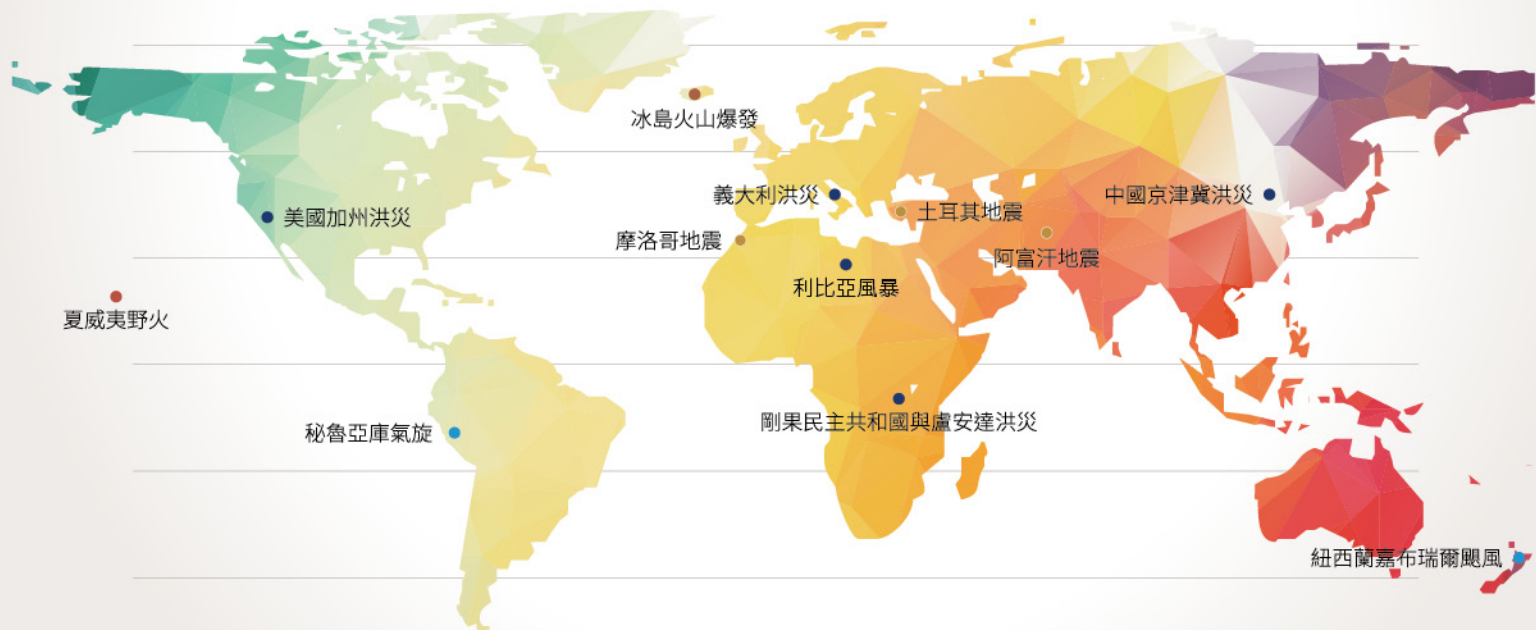 冰島火山爆發
義大利洪災
中國京津冀洪災
美國加州洪災
土耳其地震
摩洛哥地震
阿富汗地震
利比亞風暴
夏威夷野火
剛果民主共和國與盧安達洪災
秘魯亞庫氣旋
紐西蘭嘉布瑞爾颶風